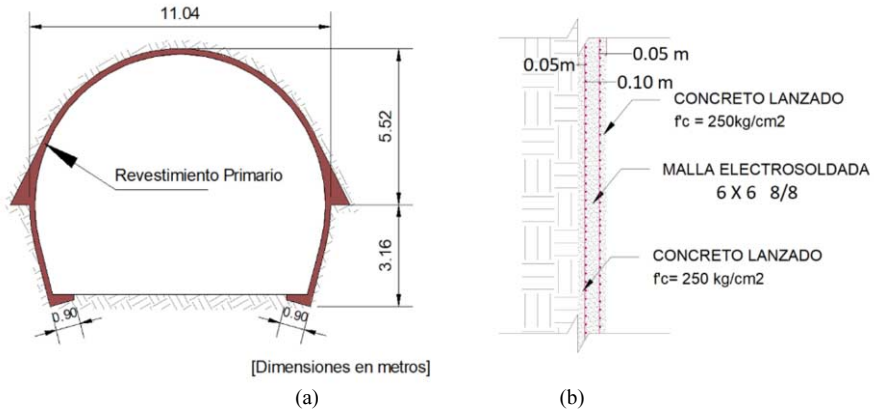 11.04
5.52
3.16
Revestimiento Primario
0.90
0.90
[Dimensiones en metros]
(a)
0.05m
0.05 m
0.10 m
CONCRETO LANZADO
f'c = 250kg/cm2
MALLA ELECTROSOLDADA
6 X 6 8/8
CONCRETO LANZADO
f'c= 250 kg/cm2
(b)